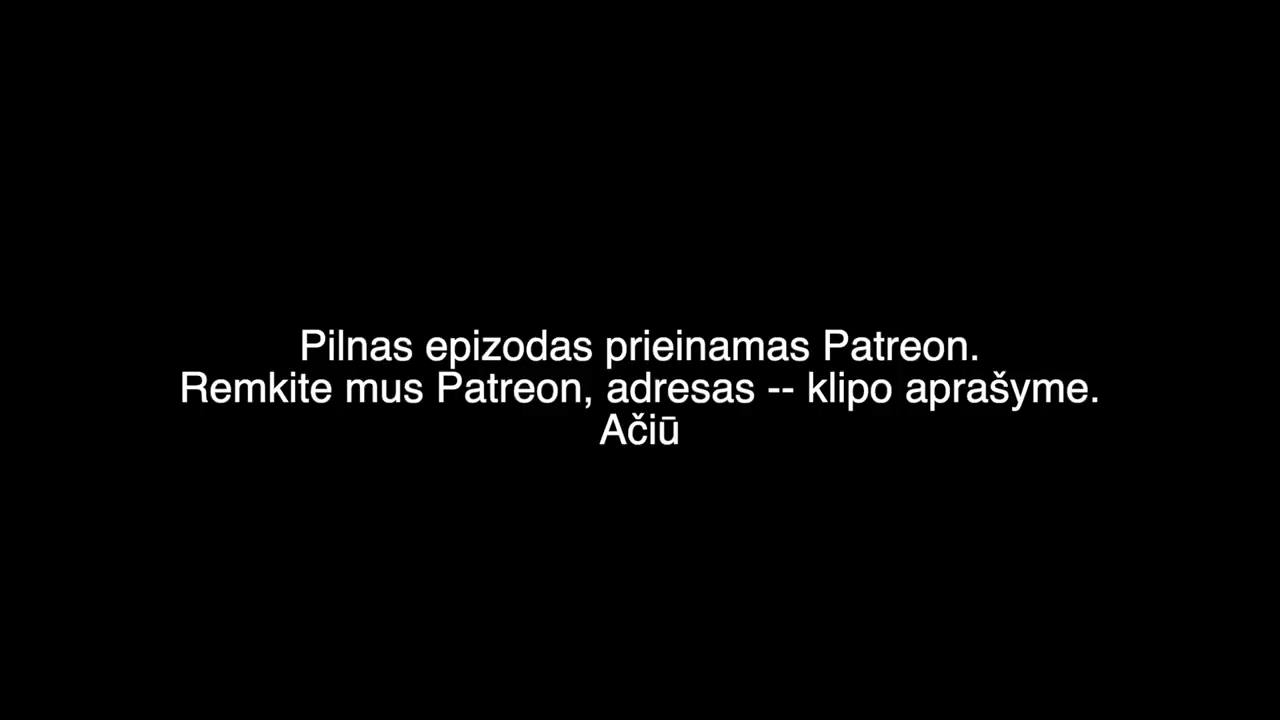 Pilnas epizodas prieinamas Patreon.
Remkite mus Patreon, adresas -- klipo aprašyme.
Ačiū